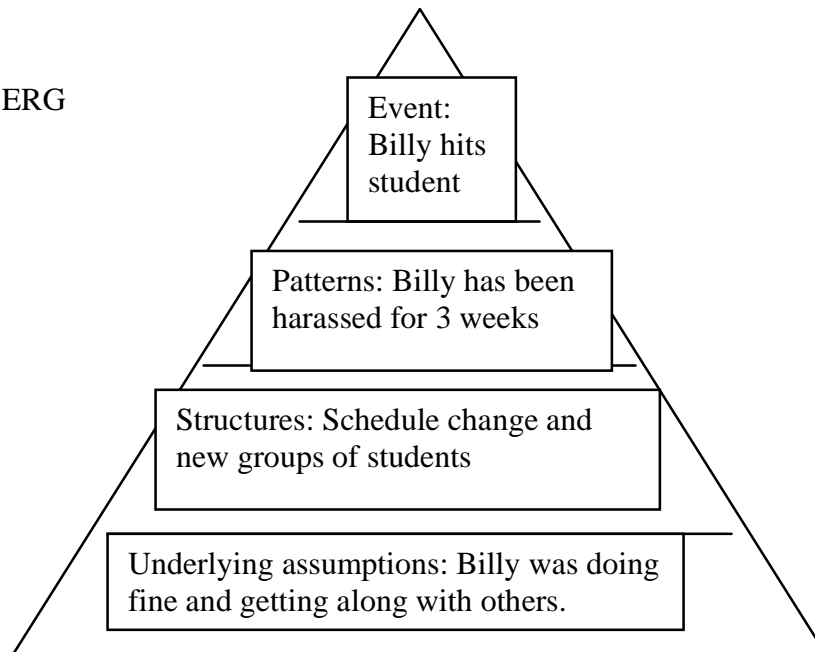 ERG
Event:
Billy hits
student
Patterns: Billy has been
harassed for 3 weeks
Structures: Schedule change and
new groups of students
Underlying assumptions: Billy was doing
fine and getting along with others.